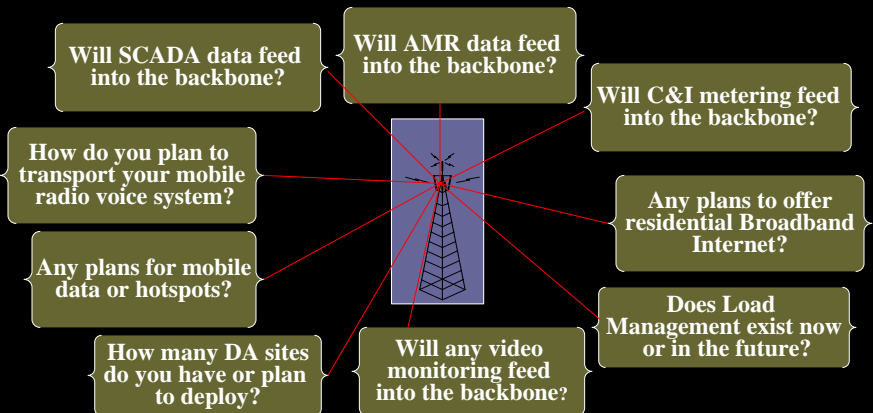 Will SCADA data feed
into the backbone?
Will AMR data feed
into the backbone?
Will C&I metering feed
into the backbone?
How do you plan to
transport your mobile
radio voice system?
Any plans to offer
residential Broadband
Internet?
Any plans for mobile
data or hotspots?
Does Load
Management exist now
or in the future?
How many DA sites
do you have or plan
to deploy?
Will any video
monitoring feed
into the backbone?